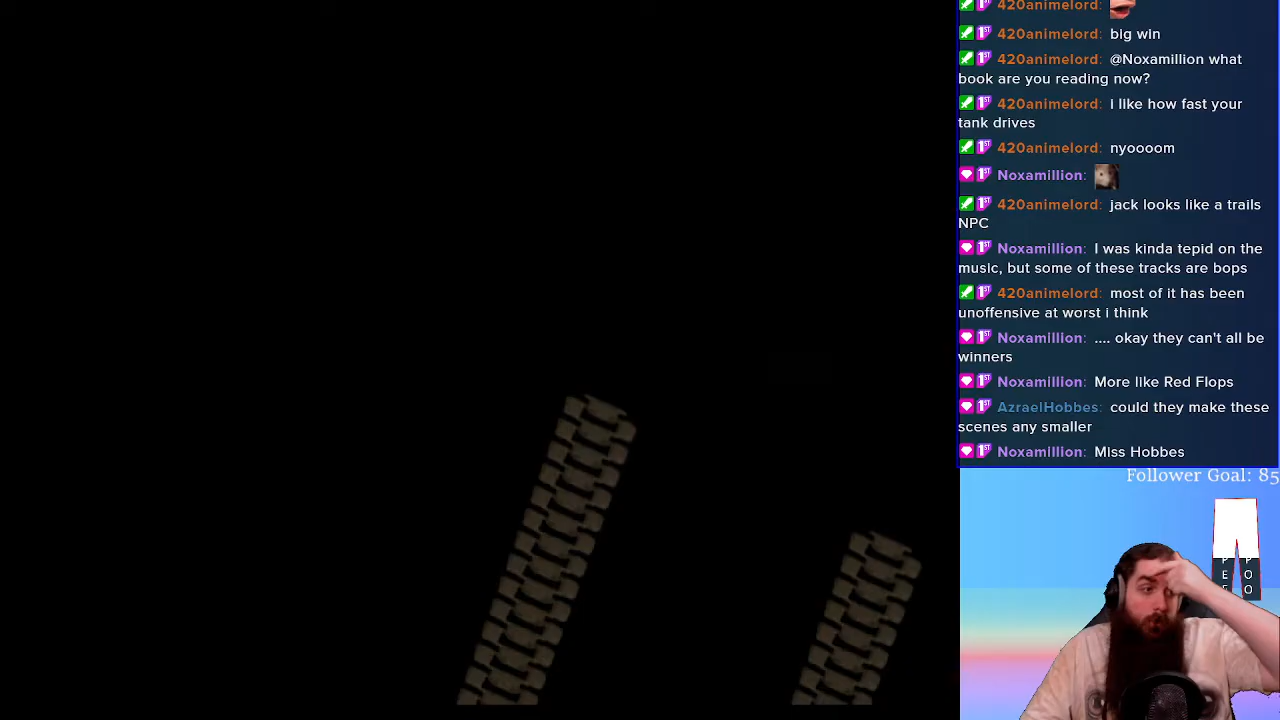 420animelord:
420animelord: big win
420animelord: @Noxamillion what
book are you reading now?
420animelord: I like how fast your
tank drives
420animelord: nyoooom
Noxamillion:
420animelord: jack looks like a trails
NPC
Noxamillion: I was kinda tepid on the
music, but some of these tracks are bops
420animelord: most of it has been
unoffensive at worst i think
Noxamillion: .... okay they can't all be
winners
Noxamillion: More like Red Flops
AzraelHobbes: could they make these
scenes any smaller
Noxamillion: Miss Hobbes
Follower Goal: 85
P P
E O
E O